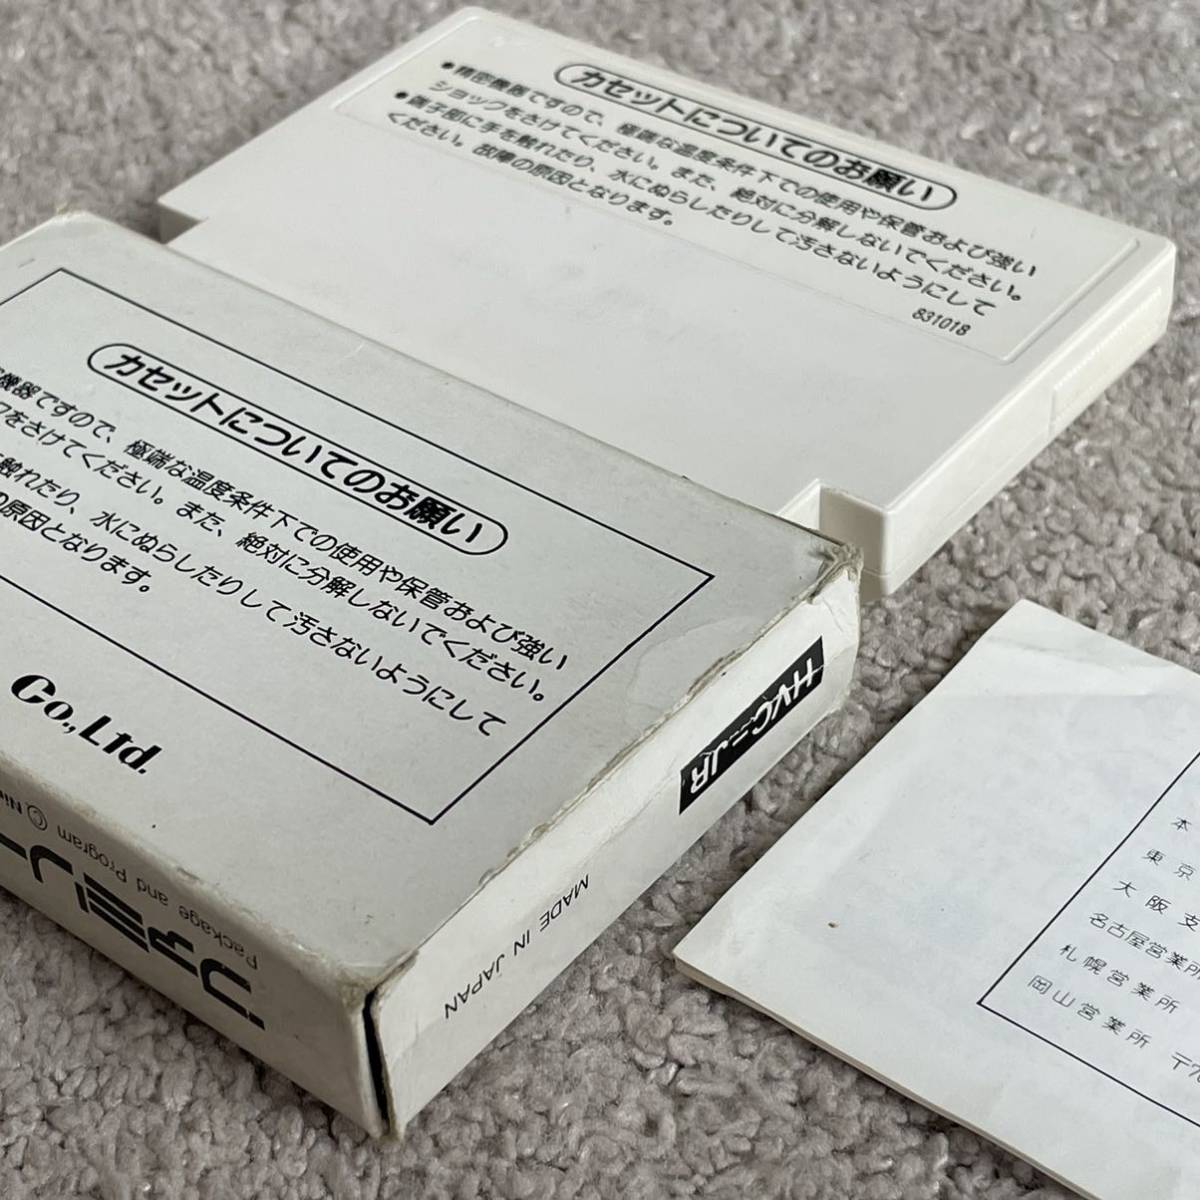 カセットについてのお願い
●精密機器ですので、極端な温度条件下での使用や保管および強い
ショックをさけてください。また、絶対に分解しないでください。
●端子部に手を触れたり、水にぬらしたりして汚さないようにして
ください。故障の原因となります。
831018
カセットについてのお願い
機器ですので、極端な温度条件下での使用や保管および強い
をさけてください。また、絶対に分解しないでください。
触れたり、水にぬらしたりして汚さないようにして
原因となります。
Co.,Ltd.
HVC-JR
MADE IN JAPAN
Package and Program ©
本
東京
大阪支
名古屋営業所
札幌営業所
岡山営業所 〒7